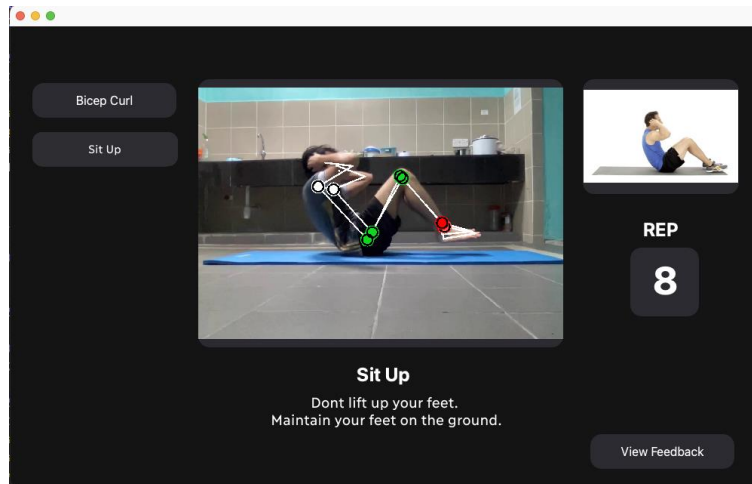 Bicep Curl
Sit Up
REP
8
Sit Up
Dont lift up your feet.
Maintain your feet on the ground.
View Feedback